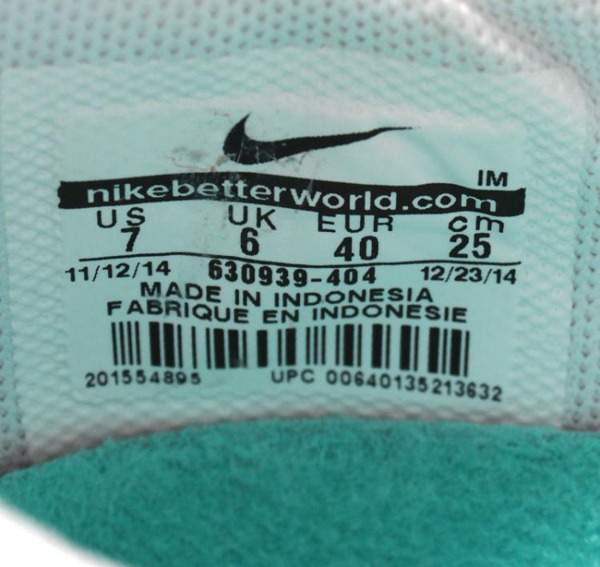 IM
nikebetterworld.com
US UK EUR cm
7 6 40 25
11/12/14 630939-404 12/23/14
MADE IN INDONESIA
FABRIQUE EN INDONESIE
201554895 UPC 00640135213632